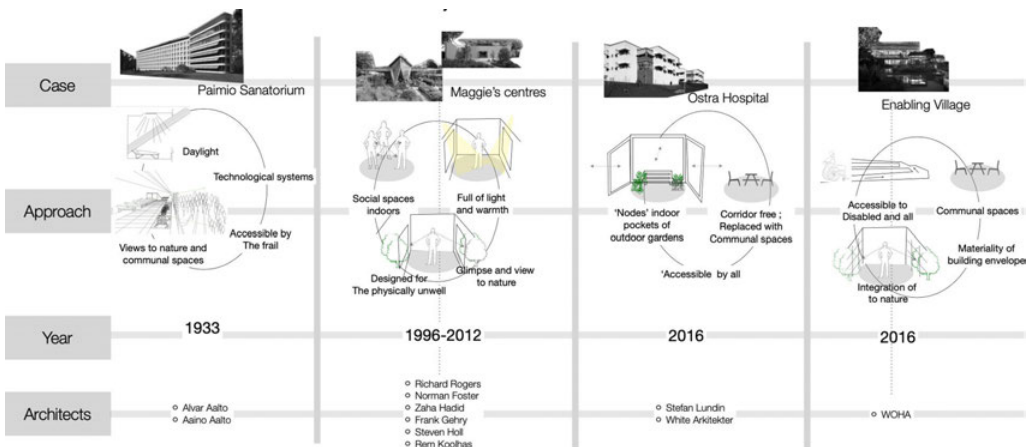 Case
Paimio Sanatorium
Maggie's centres
Ostra Hospital
Enabling Village
Approach
Daylight
Technological systems
Accessible by
The frail
Views to nature and
communal spaces
Social spaces
indoors
Full of light
and warmth
Designed for
The physically unwell
Glimpse and view
to nature
'Nodes' indoor
pockets of
outdoor gardens
Corridor free ;
Replaced with
Communal spaces
'Accessible by all
Accessible to
Disabled and all
Communal spaces
Materiality of
building enveloper
Integration of
to nature
Year
1933
1996-2012
2016
2016
Architects
Alvar Aalto
Aaino Aalto
Richard Rogers
Norman Foster
Zaha Hadid
Frank Gehry
Steven Holl
Rem Koolhas
Stefan Lundin
White Arkitekter
WOHA